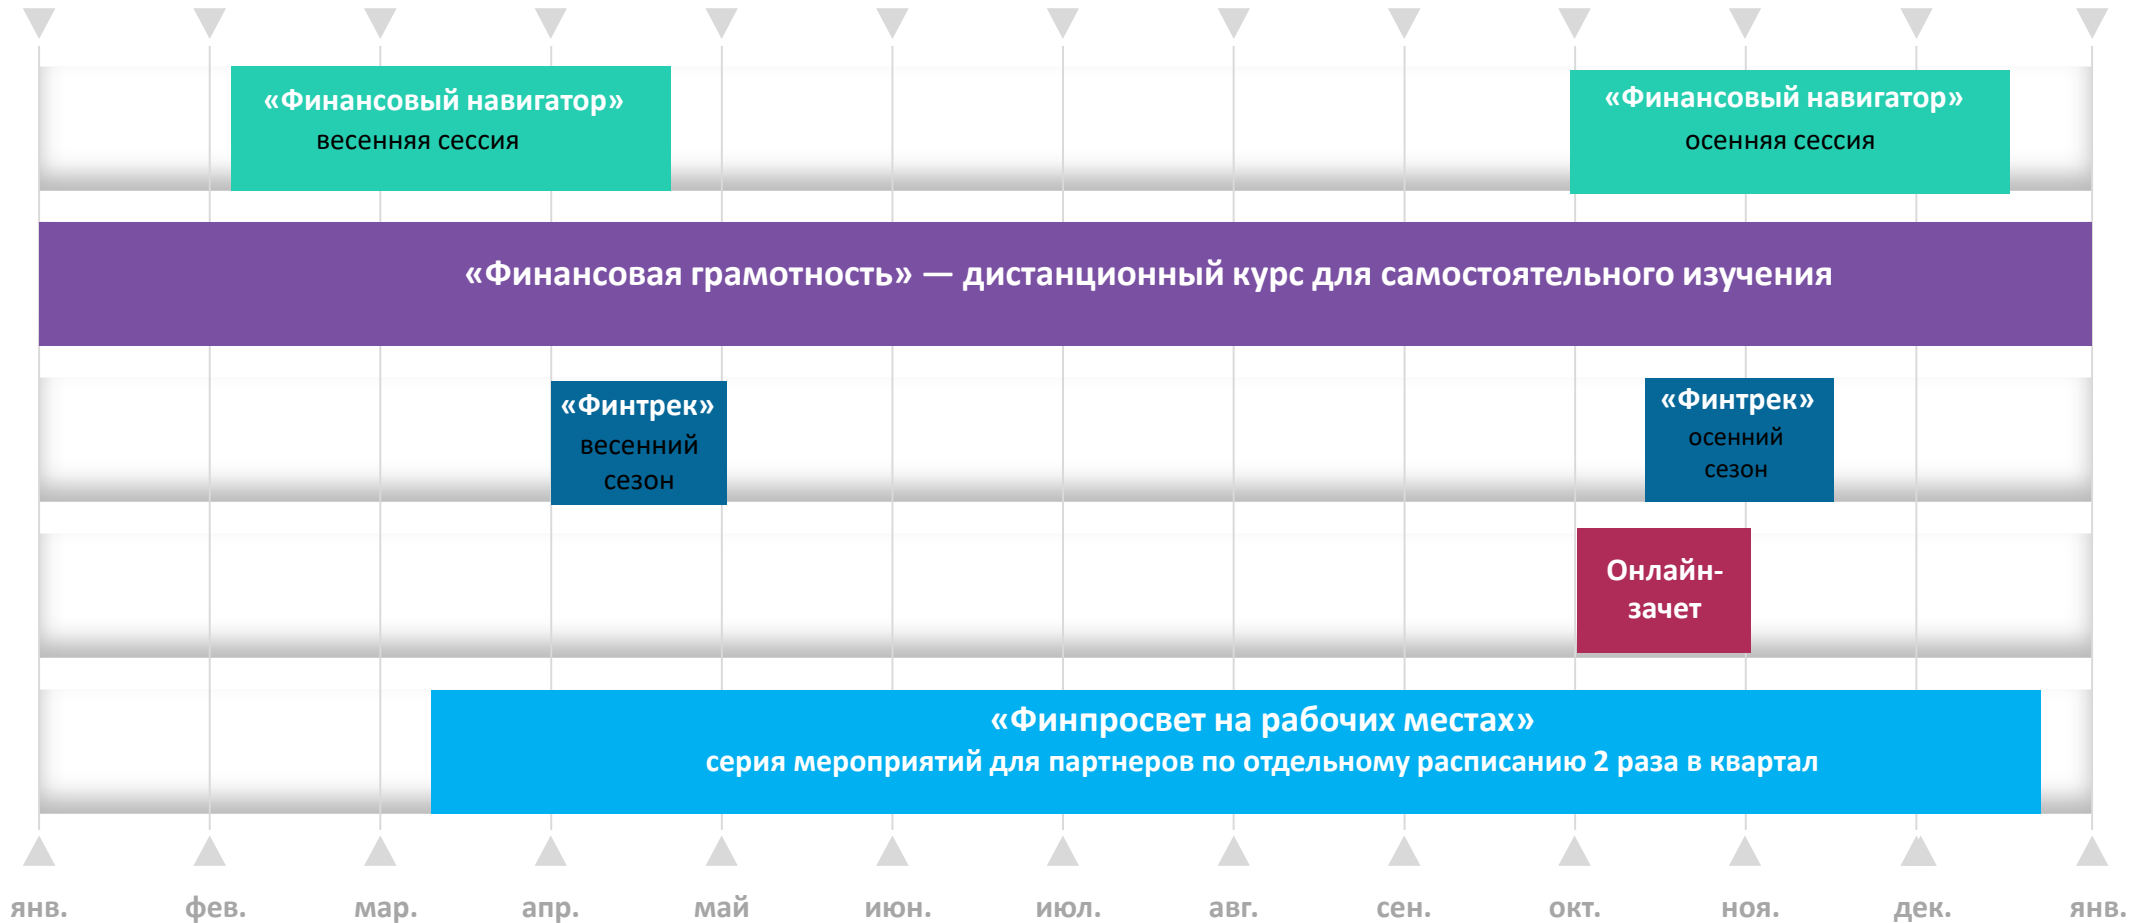 «Финансовый навигатор»
весенняя сессия
«Финансовый навигатор»
осенняя сессия
«Финансовая грамотность» — дистанционный курс для самостоятельного изучения
«Финтрек»
весенний
сезон
«Финтрек»
осенний
сезон
Онлайн-
зачет
«Финпросвет на рабочих местах»
серия мероприятий для партнеров по отдельному расписанию 2 раза в квартал
янв. фев. мар. апр. май июн. июл. авг. сен. окт. ноя. дек. янв.